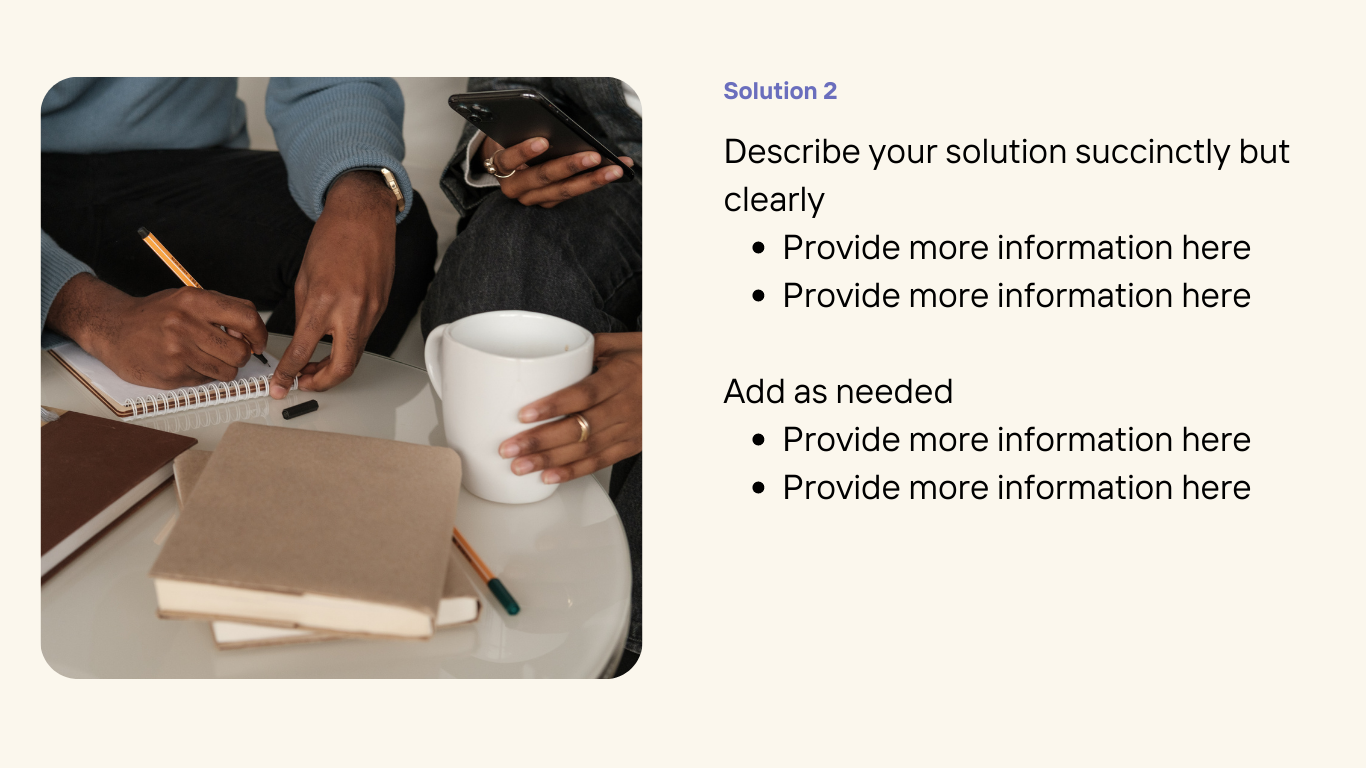 Solution 2
Describe your solution succinctly but
clearly
• Provide more information here
• Provide more information here
Add as needed
• Provide more information here
• Provide more information here